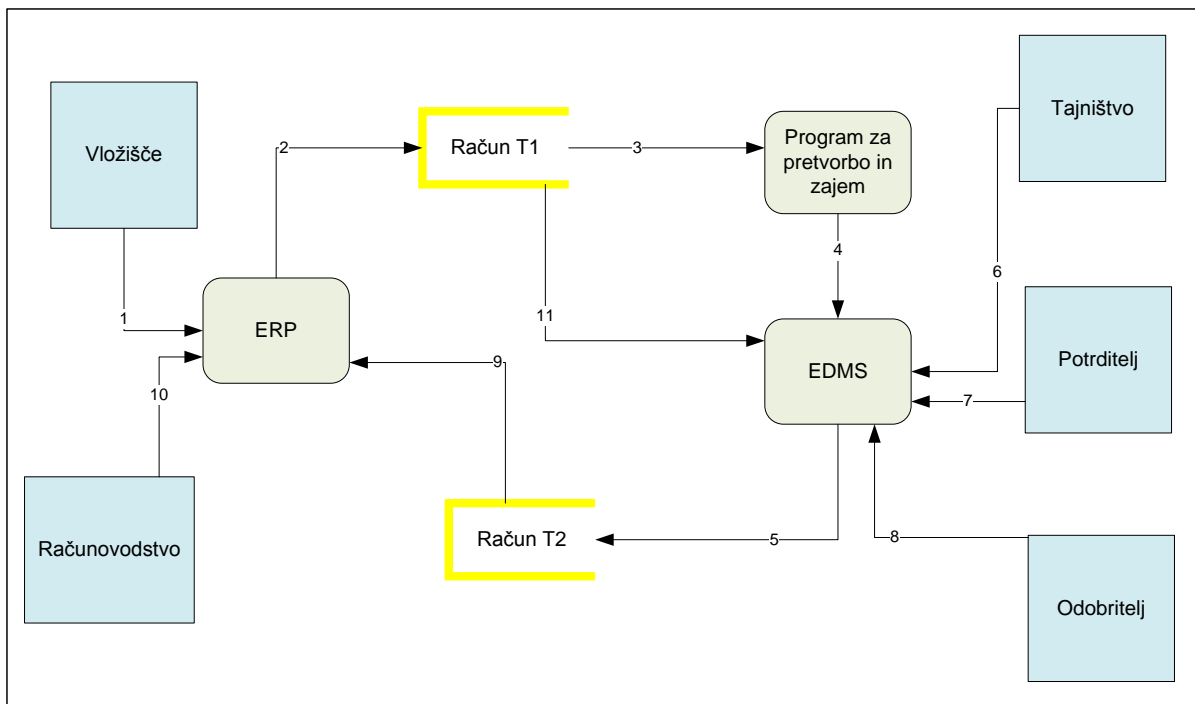 Tajništvo
Vložišče
2
Račun T1
3
Program za
pretvorbo in
zajem
4
6
1
ERP
11
9
10
EDMS
Potrditelj
7
Računovodstvo
Račun T2
5
8
Odobritelj